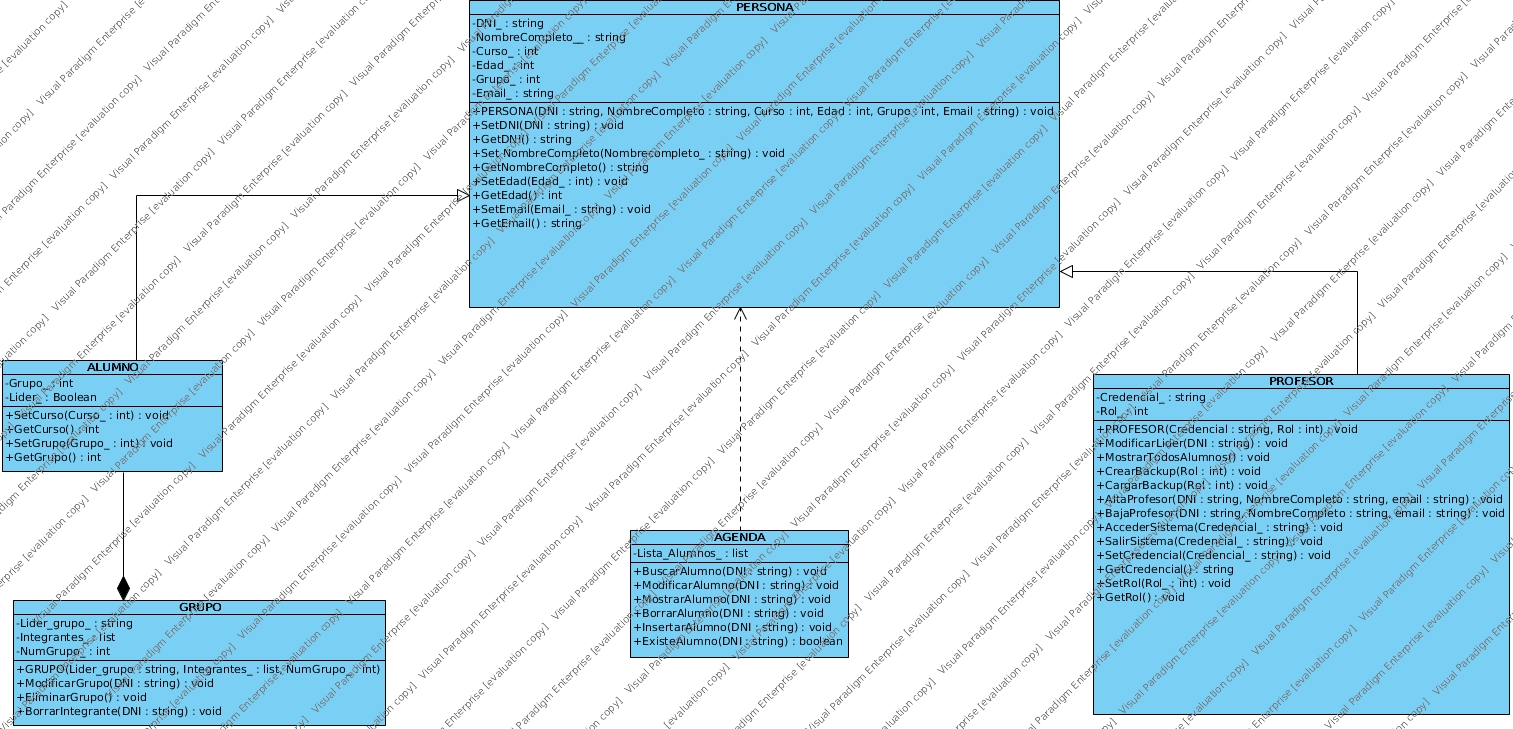 PERSONA
-DNI_ : string
-NombreCompleto__ : string
-Curso_ : int
-Edad_ : int
-Grupo_ : int
-Email_ : string
+PERSONA(DNI : string, NombreCompleto : string, Curso : int, Edad : int, Grupo : int, Email : string) : void
+SetDNI(DNI : string) : void
+GetDNI() : string
+Set NombreCompleto(Nombrecompleto_ : string) : void
+GetNombreCompleto() : string
+SetEdad(Edad_ : int) : void
+GetEdad() : int
+SetEmail(Email_ : string) : void
+GetEmail() : string
ALUMNO
-Grupo_ : int
-Lider_ : Boolean
+SetCurso(Curso_ : int) : void
+GetCurso() : int
+SetGrupo(Grupo_ : int) : void
+GetGrupo() : int
PROFESOR
-Credencial_ : string
-Rol_ : int
+PROFESOR(Credencial : string, Rol : int) : void
+ModificarLider(DNI : string) : void
+MostrarTodosAlumnos() : void
+CrearBackup(Rol : int) : void
+CargarBackup(Rol : int) : void
+AltaProfesor(DNI : string, NombreCompleto : string, email : string) : void
+BajaProfesor(DNI : string, NombreCompleto : string, email : string) : void
+AccederSistema(Credencial_ : string) : void
+SalirSistema(Credencial_ : string) : void
+SetCredencial(Credencial_ : string) : void
+GetCredencial() : string
+SetRol(Rol_ : int) : void
+GetRol() : void
AGENDA
-Lista_Alumnos_ : list
+BuscarAlumno(DNI : string) : void
+ModificarAlumno(DNI : string) : void
+MostrarAlumno(DNI : string) : void
+BorrarAlumno(DNI : string) : void
+InsertarAlumno(DNI : string) : void
+ExisteAlumno(DNI : string) : boolean
GRUPO
-Lider_grupo_ : string
-Integrantes_ : list
-NumGrupo_ : int
+GRUPO(Lider_grupo : string, Integrantes_ : list, NumGrupo_ : int)
+ModificarGrupo(DNI : string) : void
+EliminarGrupo() : void
+BorrarIntegrante(DNI : string) : void
Visual Paradigm Enterprise [evaluation copy]